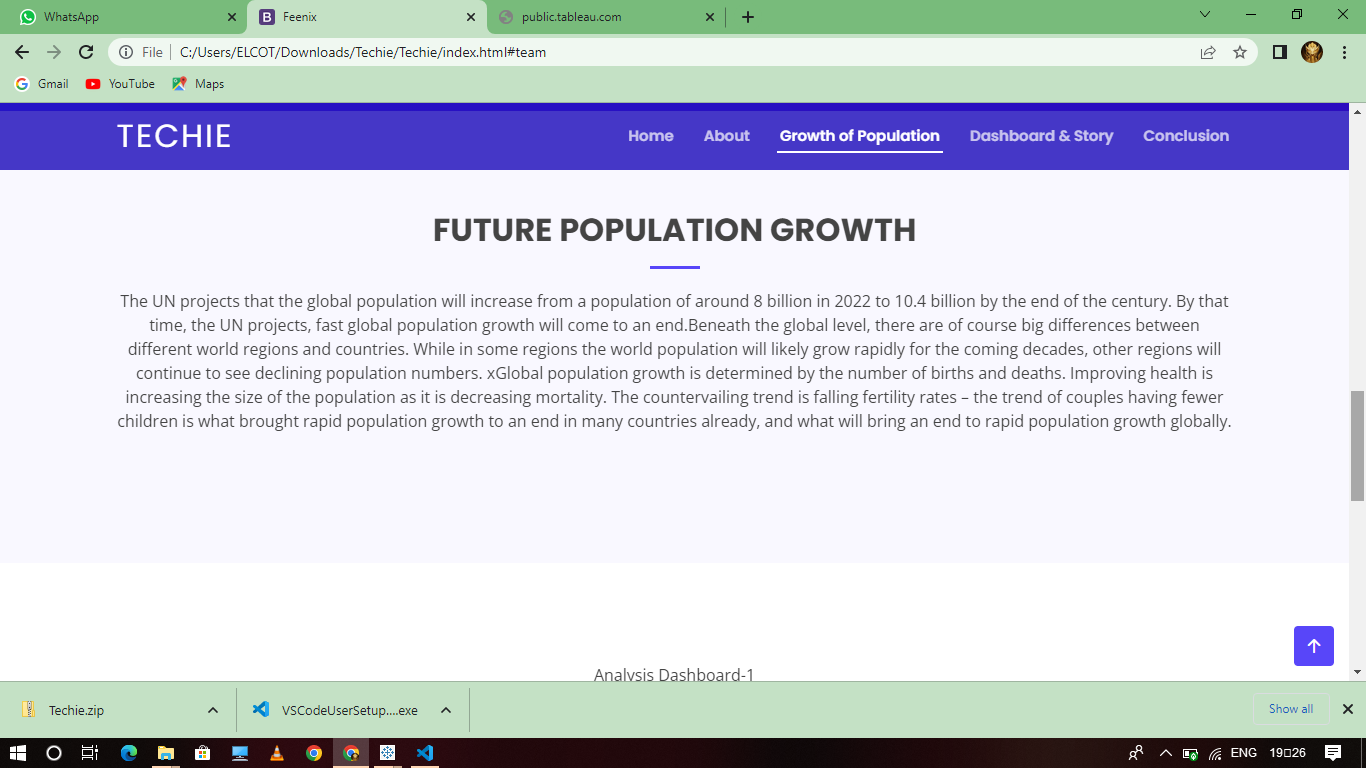 WhatsApp
Feenix
public.tableau.com
File C:/Users/ELCOT/Downloads/Techie/Techie/index.html#team
Gmail YouTube Maps
TECHIE
Home About Growth of Population Dashboard & Story Conclusion
FUTURE POPULATION GROWTH
The UN projects that the global population will increase from a population of around 8 billion in 2022 to 10.4 billion by the end of the century. By that
time, the UN projects, fast global population growth will come to an end.Beneath the global level, there are of course big differences between
different world regions and countries. While in some regions the world population will likely grow rapidly for the coming decades, other regions will
continue to see declining population numbers. xGlobal population growth is determined by the number of births and deaths. Improving health is
increasing the size of the population as it is decreasing mortality. The countervailing trend is falling fertility rates – the trend of couples having fewer
children is what brought rapid population growth to an end in many countries already, and what will bring an end to rapid population growth globally.
Analysis Dashboard-1
Techie.zip VSCodeUserSetup....exe Show all
ENG 19▯26